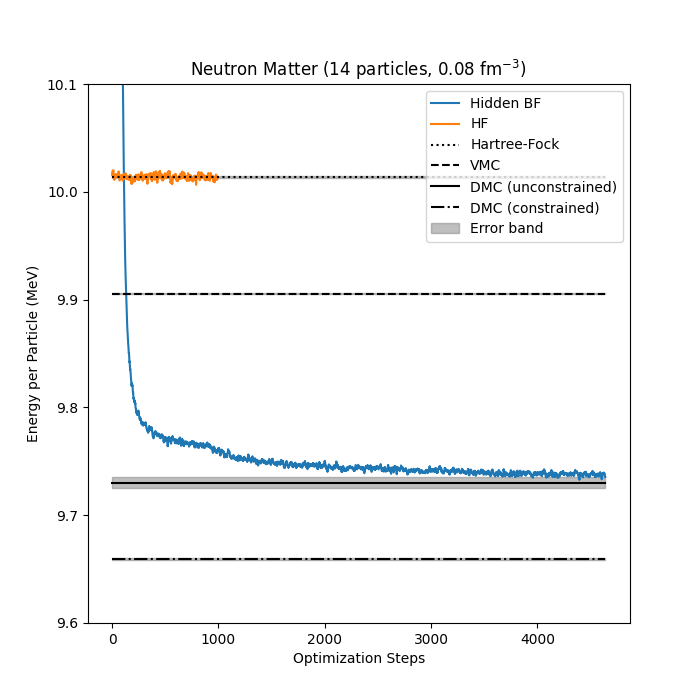 Neutron Matter (14 particles, 0.08 fm⁻³)
10.1
10.0
9.9
9.8
9.7
9.6
Energy per Particle (MeV)
Hidden BF
HF
Hartree-Fock
VMC
DMC (unconstrained)
DMC (constrained)
Error band
0 1000 2000 3000 4000
Optimization Steps